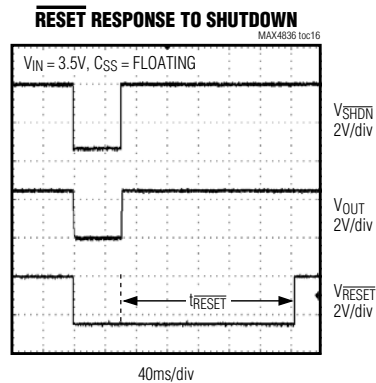 RESET RESPONSE TO SHUTDOWN
MAX4836 toc16
VIN = 3.5V, CSS = FLOATING
VSHDN
2V/div
VOUT
2V/div
tRESET
VRESET
2V/div
40ms/div